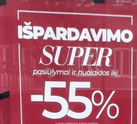 IŠPARDAVIMO
SUPER
pasiūlymai ir nuolaidos iki
-55%